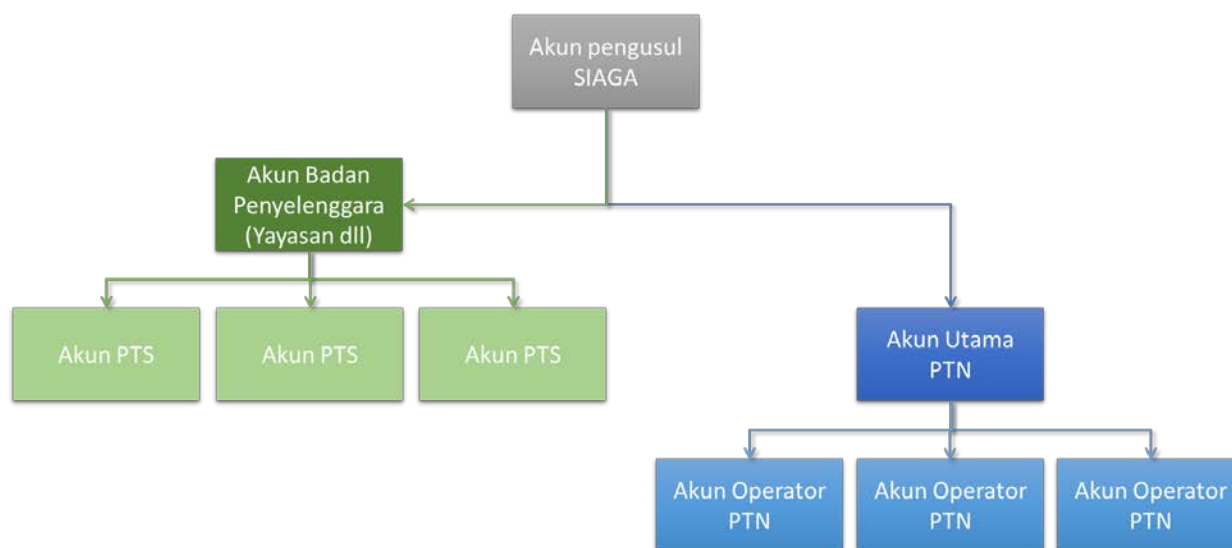 Akun pengusul
SIAGA
Akun Badan
Penyelenggara
(Yayasan dll)
Akun PTS
Akun PTS
Akun PTS
Akun Utama
PTN
Akun Operator
PTN
Akun Operator
PTN
Akun Operator
PTN